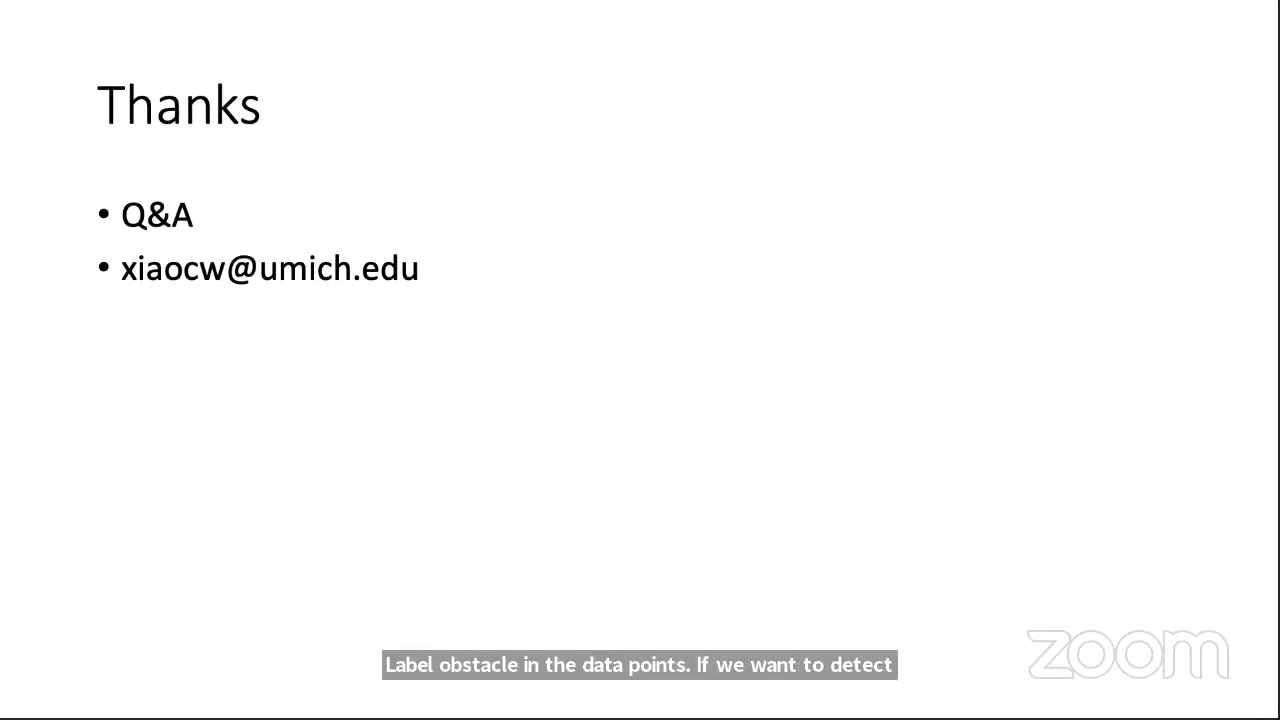 Thanks
• Q&A
• xiaocw@umich.edu
Label obstacle in the data points. If we want to detect
zoom